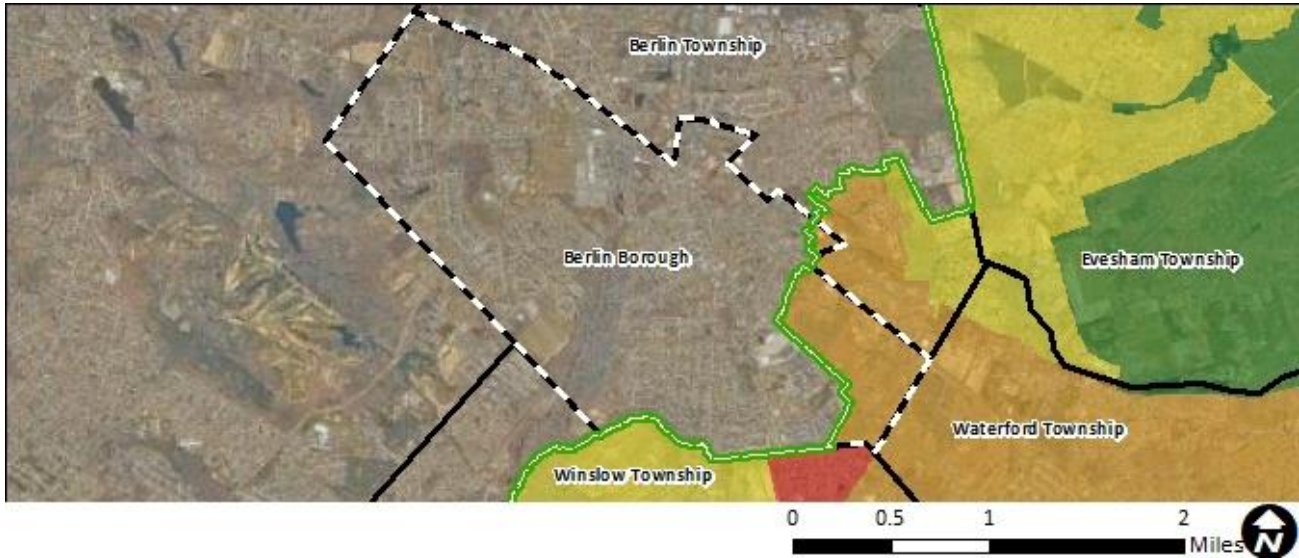 Berlin Township
Berlin Borough
Evesham Township
Waterford Township
Winslow Township
0 0.5 1 2
Miles
N